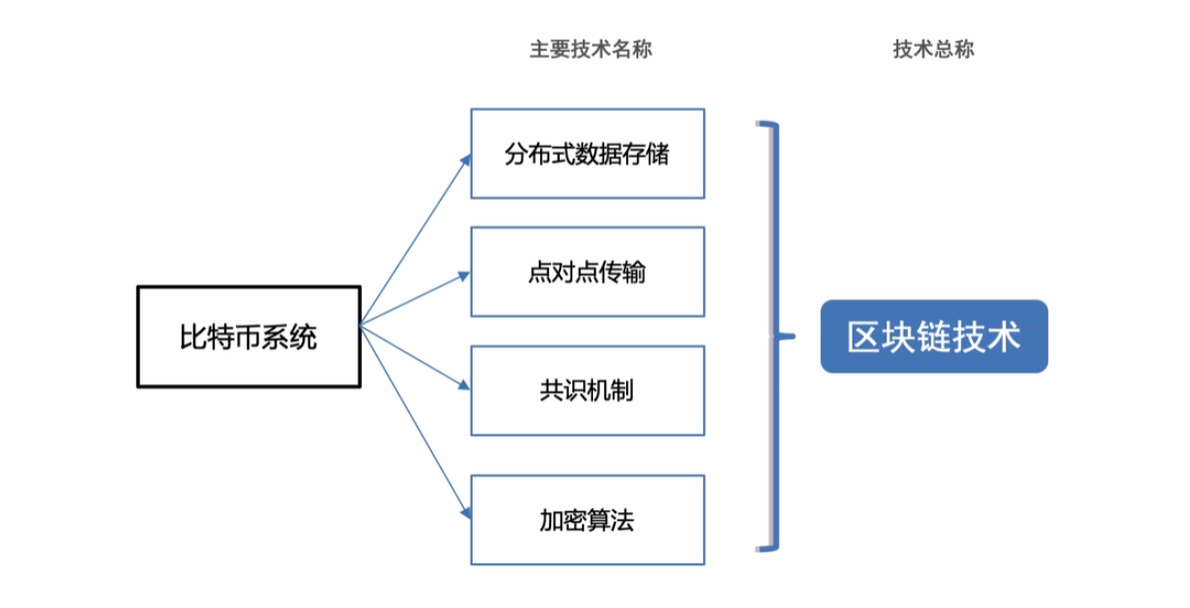 主要技术名称
技术总称
分布式数据存储
点对点传输
比特币系统
区块链技术
共识机制
加密算法